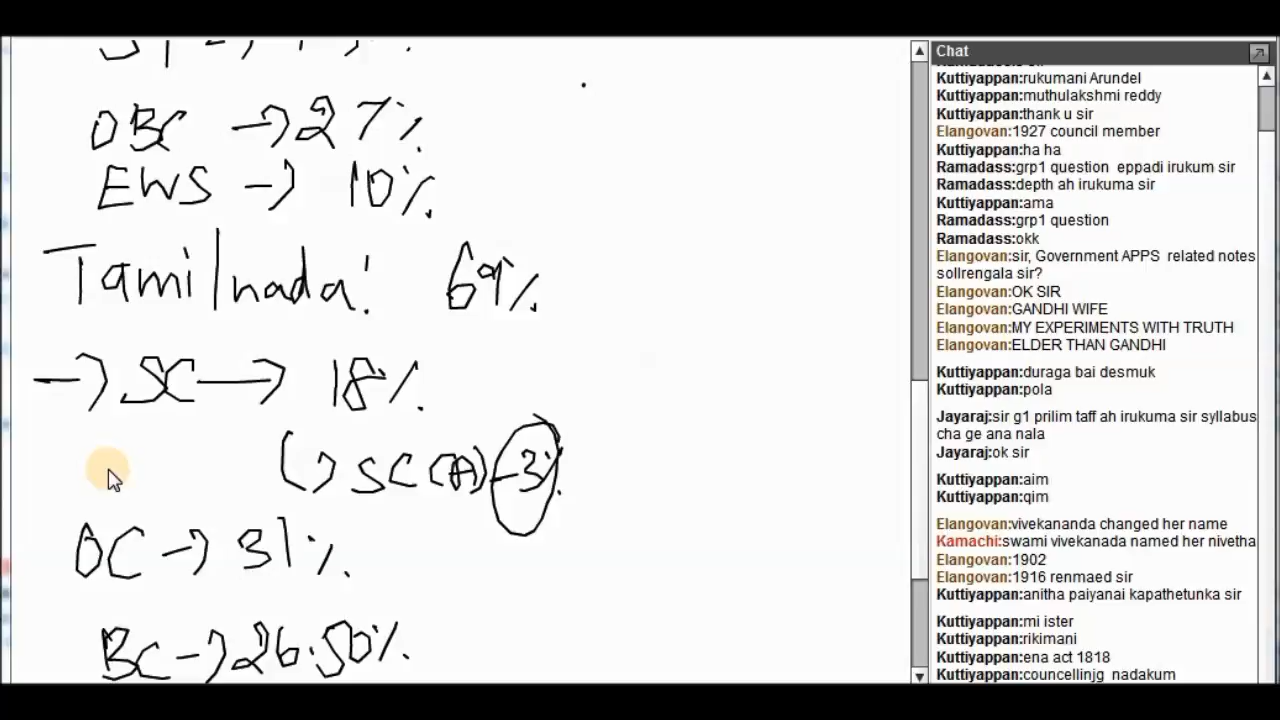 OBC → 27%
EWS → 10%
Tamil nada: 69%
→ SC → 18%
↳ SC (A) - 3%
OC → 31%
BC → 26.50%
Chat
Kuttiyappan:rukumani Arundel
Kuttiyappan:muthulakshmi reddy
Kuttiyappan:thank u sir
Elangovan:1927 council member
Kuttiyappan:ha ha
Ramadass:grp1 question eppadi irukum sir
Ramadass:depth ah irukuma sir
Kuttiyappan:ama
Ramadass:grp1 question
Ramadass:okk
Elangovan:sir, Government APPS related notes
sollrengala sir?
Elangovan:OK SIR
Elangovan:GANDHI WIFE
Elangovan:MY EXPERIMENTS WITH TRUTH
Elangovan:ELDER THAN GANDHI
Kuttiyappan:duraga bai desmuk
Kuttiyappan:pola
Jayaraj:sir g1 prilim taff ah irukuma sir syllabus
cha ge ana nala
Jayaraj:ok sir
Kuttiyappan:aim
Kuttiyappan:qim
Elangovan:vivekananda changed her name
Kamachi:swami vivekanada named her nivetha
Elangovan:1902
Elangovan:1916 renmaed sir
Kuttiyappan:anitha paiyanai kapathetunka sir
Kuttiyappan:mi ister
Kuttiyappan:rikimani
Kuttiyappan:ena act 1818
Kuttiyappan:councellinjg nadakum